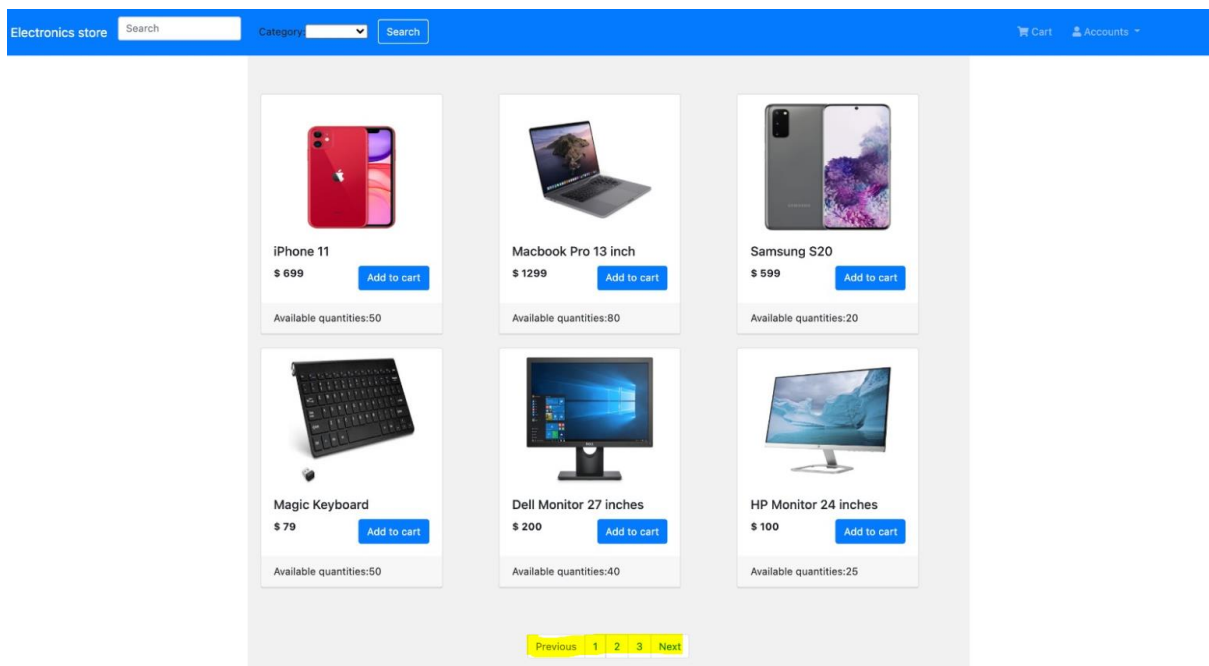 Electronics store Search Category: Search Cart Accounts
iPhone 11 Macbook Pro 13 inch Samsung S20
$ 699 Add to cart $ 1299 Add to cart $ 599 Add to cart
Available quantities:50 Available quantities:80 Available quantities:20
Magic Keyboard Dell Monitor 27 inches HP Monitor 24 inches
$ 79 Add to cart $ 200 Add to cart $ 100 Add to cart
Available quantities:50 Available quantities:40 Available quantities:25
Previous 1 2 3 Next